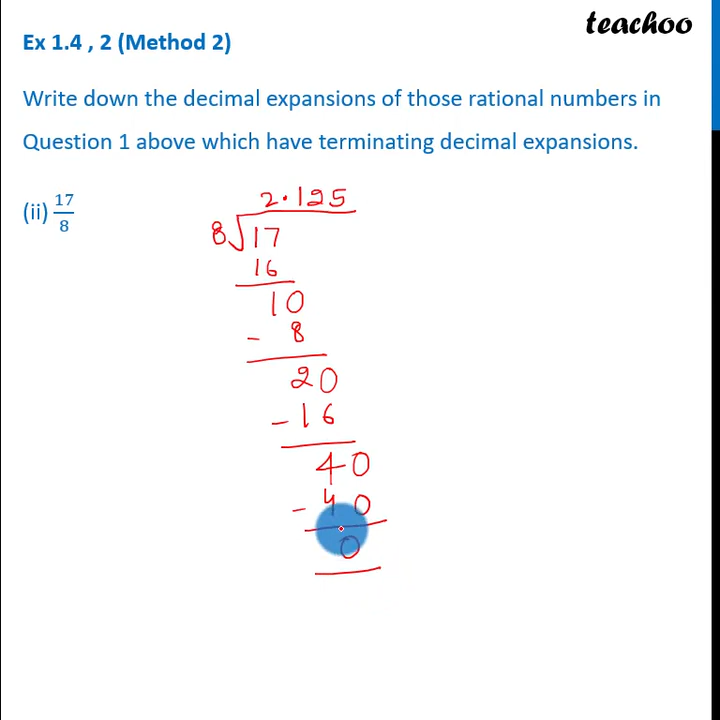 teachoo
Ex 1.4 , 2 (Method 2)
Write down the decimal expansions of those rational numbers in
Question 1 above which have terminating decimal expansions.
(ii) 17/8
2.125
8√17
16
10
- 8
20
- 16
40
- 40
0